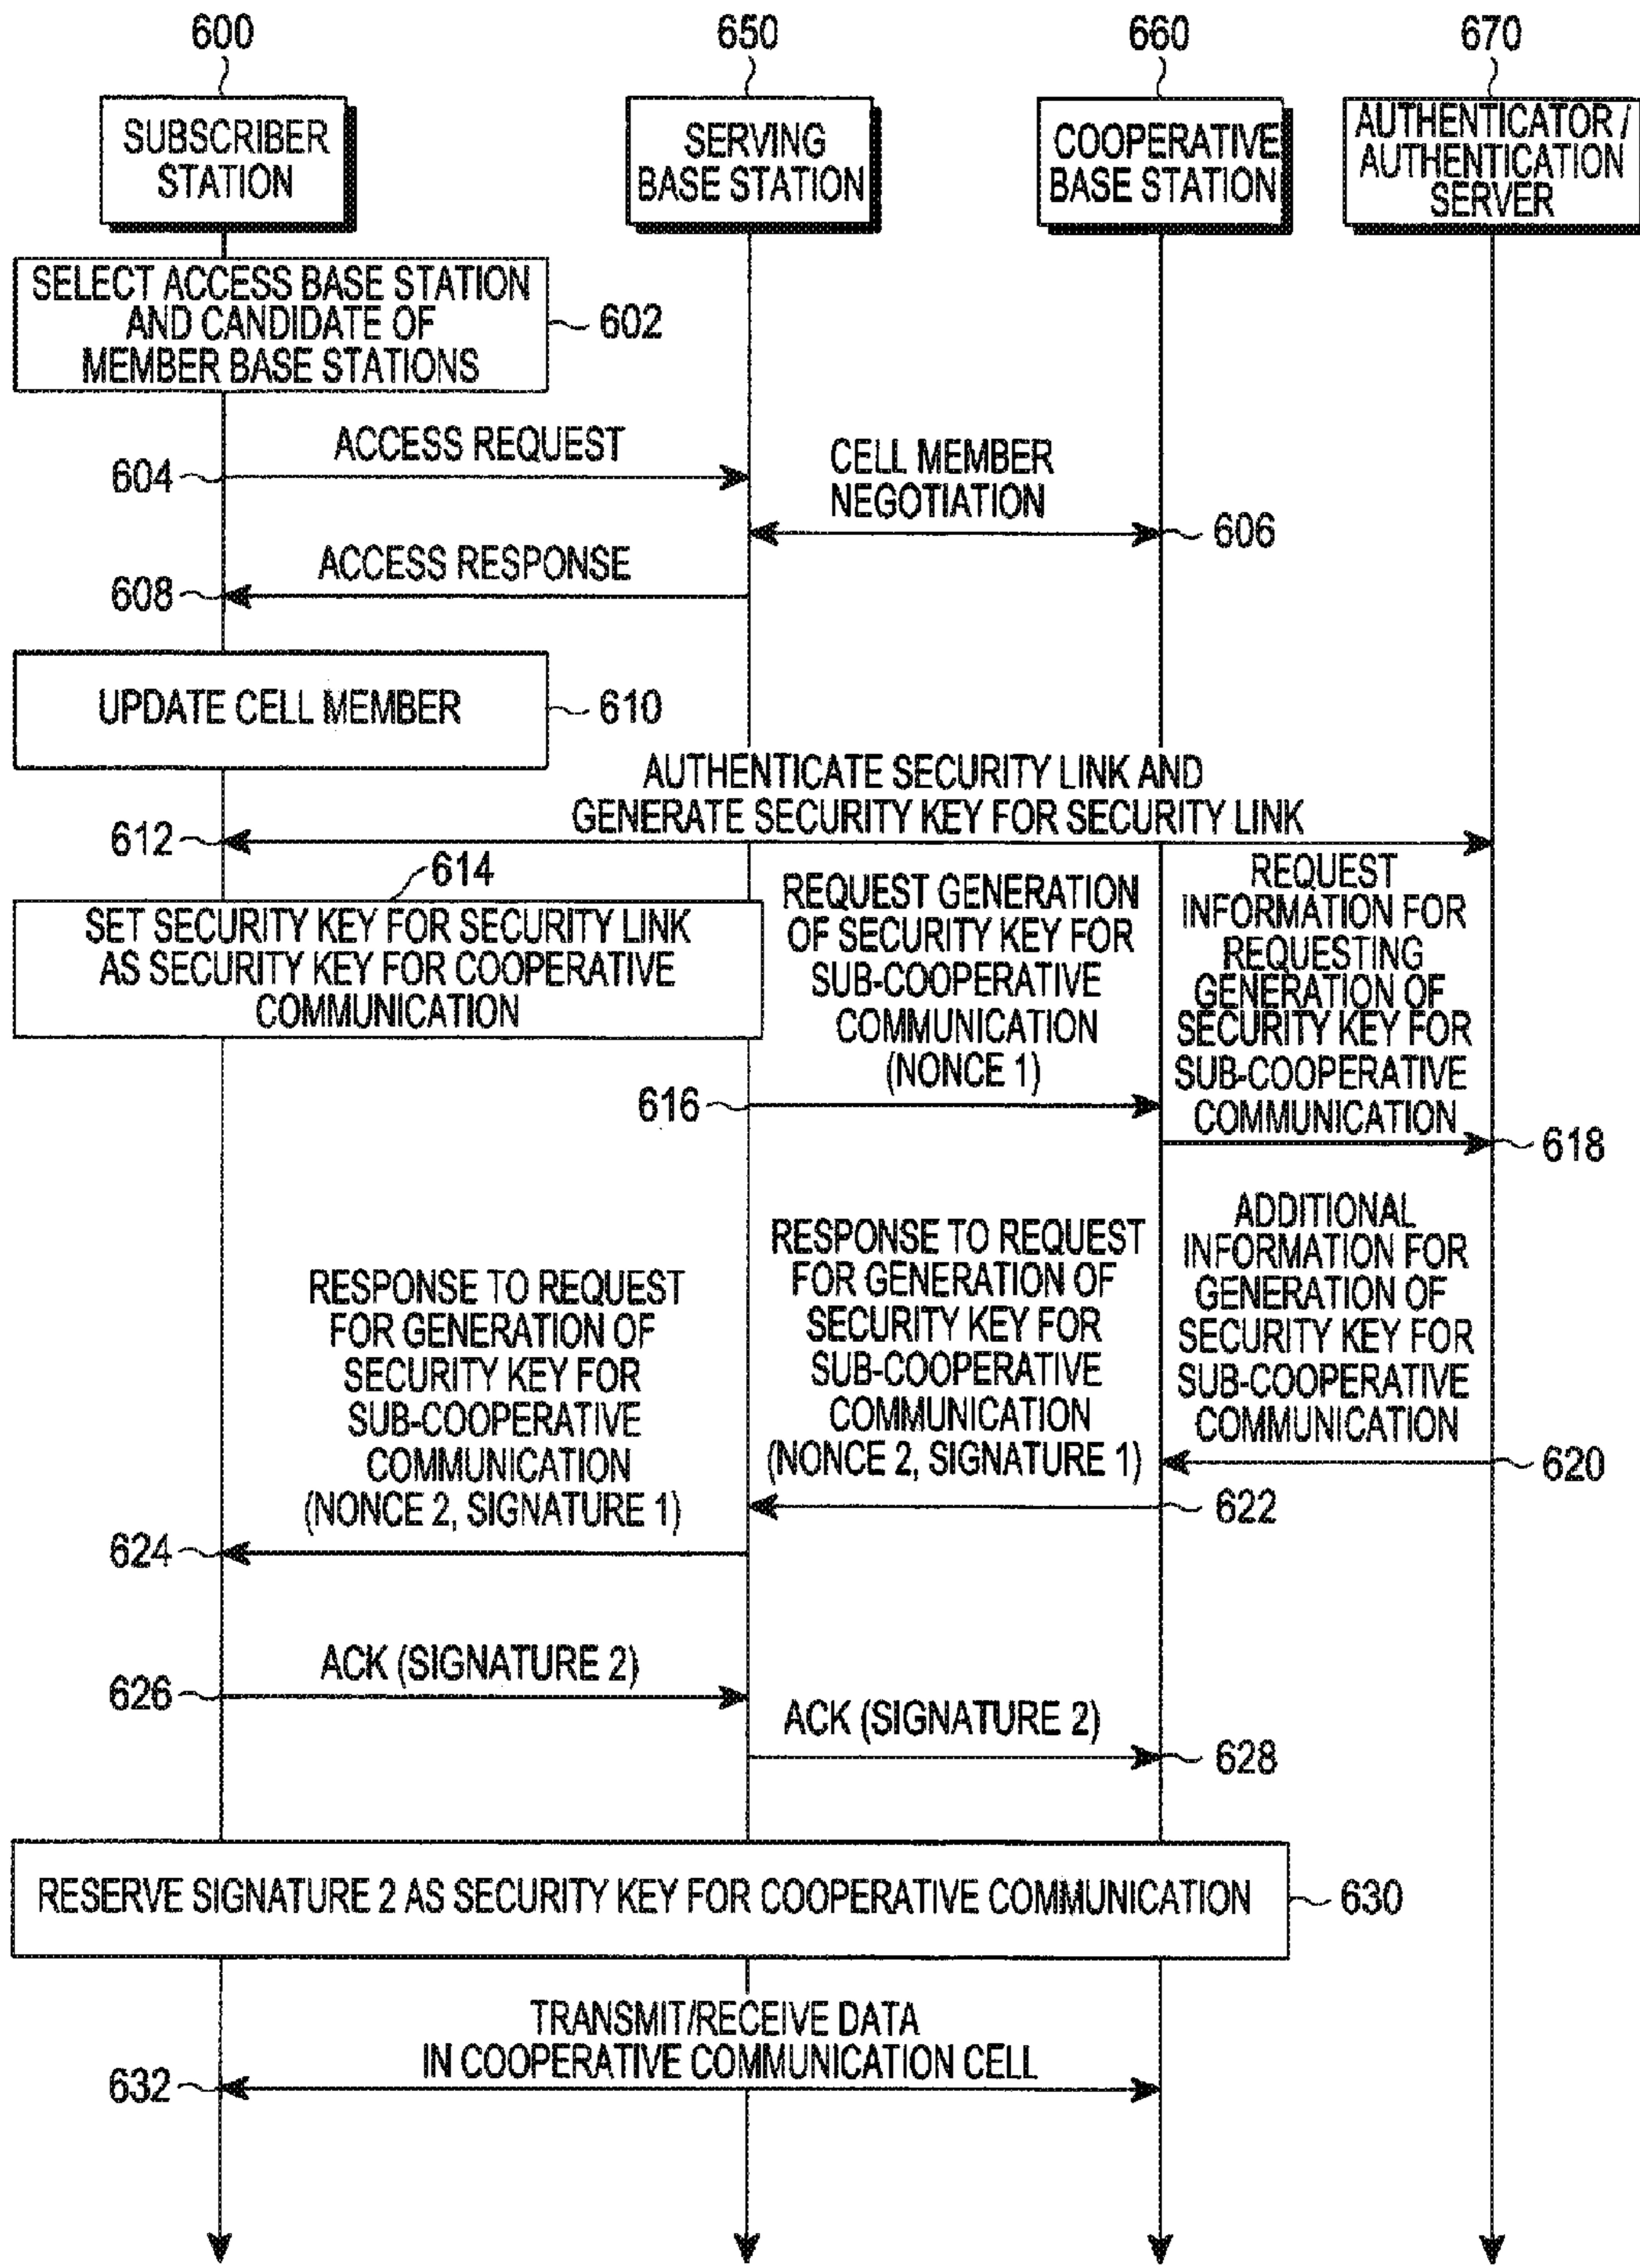 600
650
660
670
SUBSCRIBER
STATION
SERVING
BASE STATION
COOPERATIVE
BASE STATION
AUTHENTICATOR /
AUTHENTICATION
SERVER
SELECT ACCESS BASE STATION
AND CANDIDATE OF
MEMBER BASE STATIONS
602
ACCESS REQUEST
604
CELL MEMBER
NEGOTIATION
606
ACCESS RESPONSE
608
UPDATE CELL MEMBER
610
AUTHENTICATE SECURITY LINK AND
GENERATE SECURITY KEY FOR SECURITY LINK
612
614
SET SECURITY KEY FOR SECURITY LINK
AS SECURITY KEY FOR COOPERATIVE
COMMUNICATION
REQUEST GENERATION
OF SECURITY KEY FOR
SUB-COOPERATIVE
COMMUNICATION
(NONCE 1)
616
REQUEST
INFORMATION FOR
REQUESTING
GENERATION OF
SECURITY KEY FOR
SUB-COOPERATIVE
COMMUNICATION
618
ADDITIONAL
INFORMATION FOR
GENERATION OF
SECURITY KEY FOR
SUB-COOPERATIVE
COMMUNICATION
620
RESPONSE TO REQUEST
FOR GENERATION OF
SECURITY KEY FOR
SUB-COOPERATIVE
COMMUNICATION
(NONCE 2, SIGNATURE 1)
622
RESPONSE TO REQUEST
FOR GENERATION OF
SECURITY KEY FOR
SUB-COOPERATIVE
COMMUNICATION
(NONCE 2, SIGNATURE 1)
624
ACK (SIGNATURE 2)
626
ACK (SIGNATURE 2)
628
RESERVE SIGNATURE 2 AS SECURITY KEY FOR COOPERATIVE COMMUNICATION
630
TRANSMIT/RECEIVE DATA
IN COOPERATIVE COMMUNICATION CELL
632